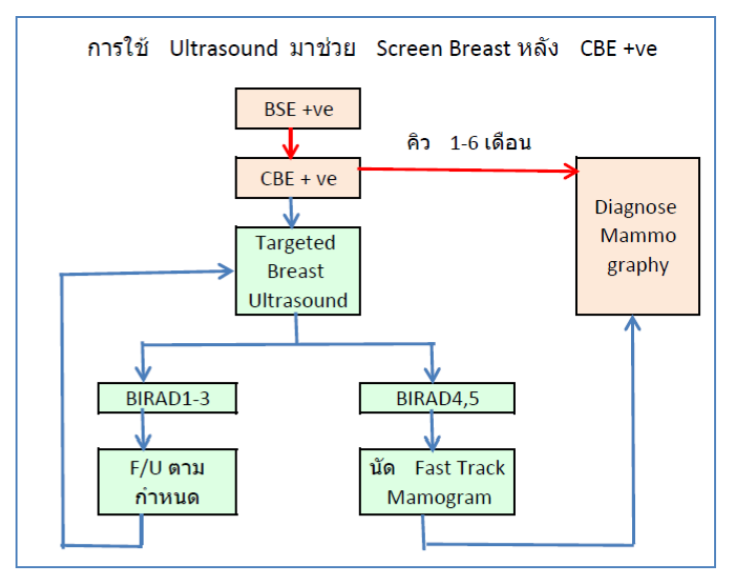 การใช้ Ultrasound มาช่วย Screen Breast หลัง CBE +ve
BSE +ve
คิว 1-6 เดือน
CBE + ve
Diagnose
Mammo
graphy
Targeted
Breast
Ultrasound
BIRAD1-3
BIRAD4,5
F/U ตาม
กำหนด
นัด Fast Track
Mamogram